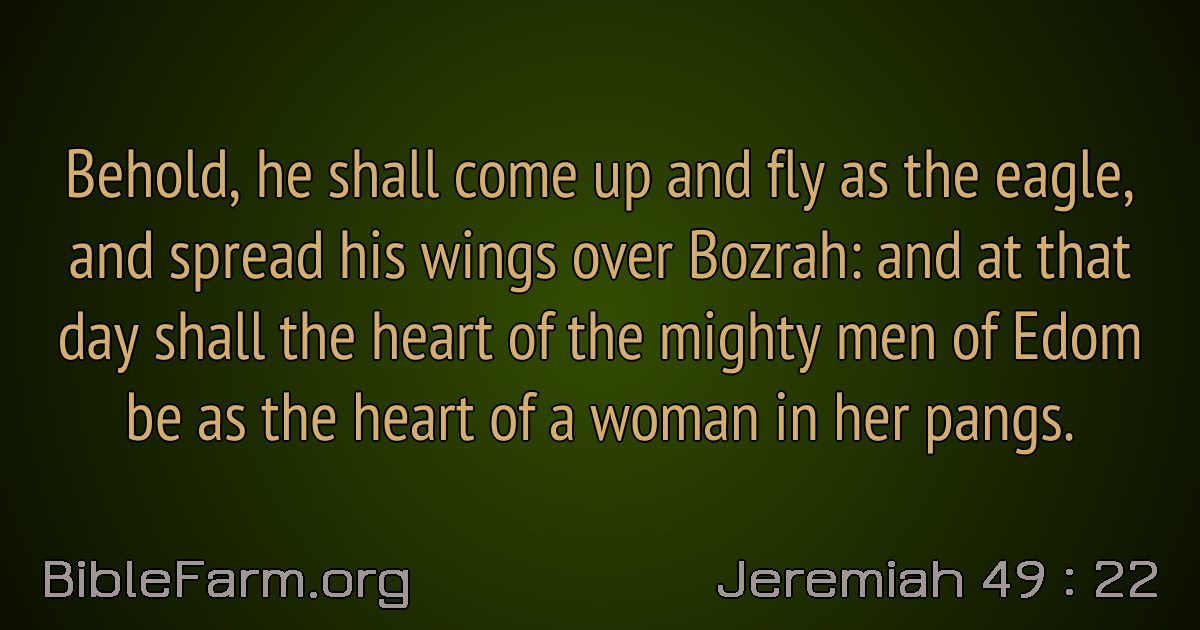 Behold, he shall come up and fly as the eagle,
and spread his wings over Bozrah: and at that
day shall the heart of the mighty men of Edom
be as the heart of a woman in her pangs.
BibleFarm.org
Jeremiah 49 : 22